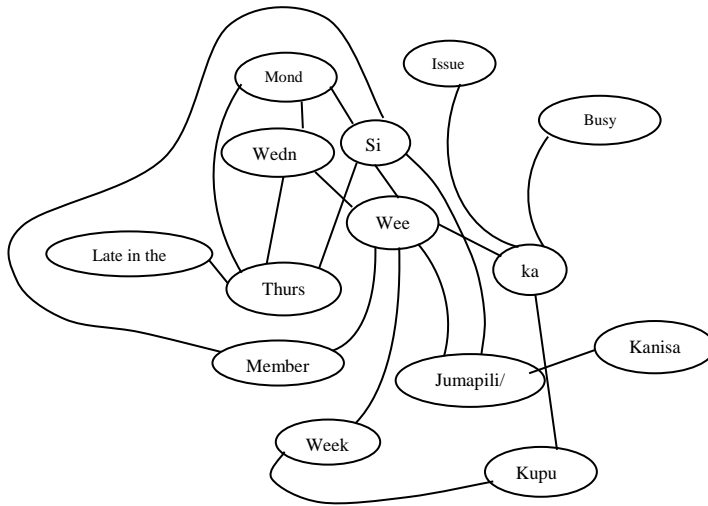 Mond
Issue
Busy
Wedn
Si
Wee
Late in the
ka
Thurs
Member
Jumapili/
Kanisa
Week
Kupu